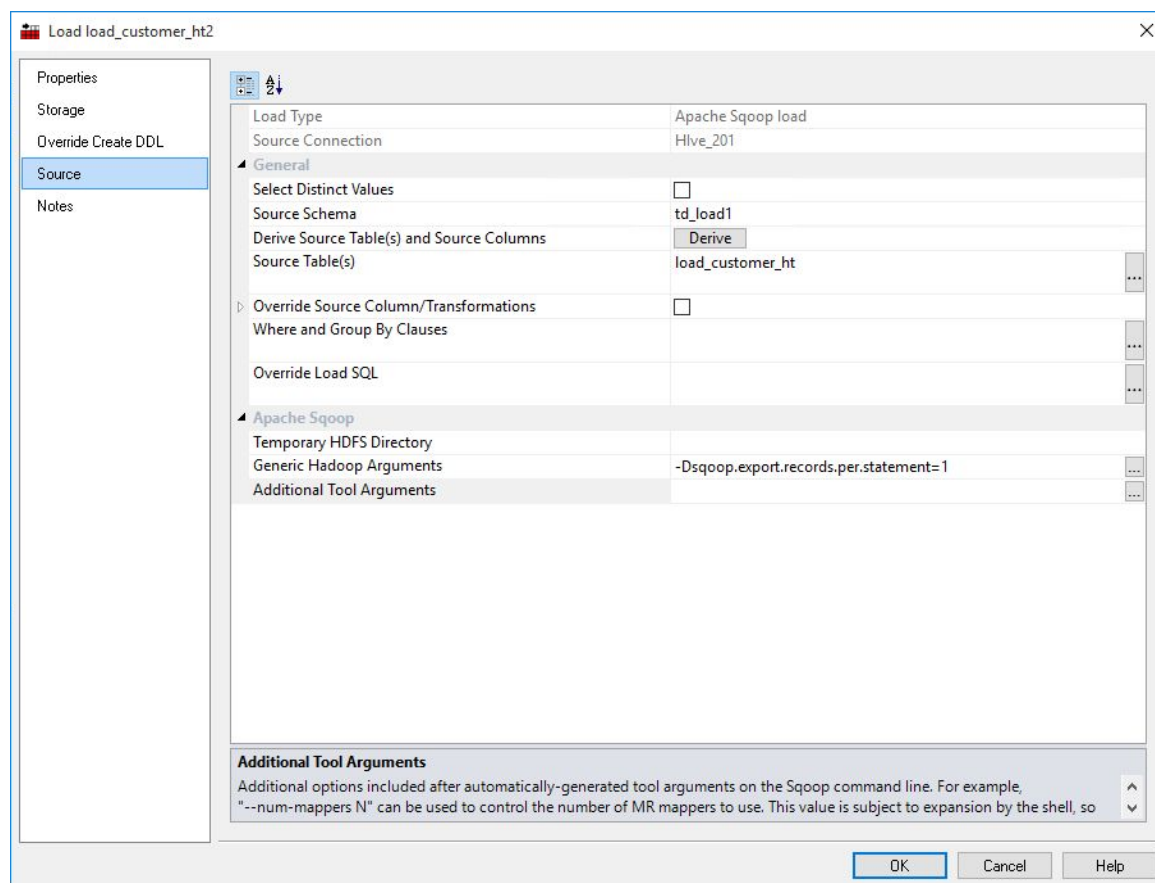 Load load_customer_ht2
Properties
Storage
Override Create DDL
Source
Notes
Load Type Apache Sqoop load
Source Connection HIve_201
General
Select Distinct Values
Source Schema td_load1
Derive Source Table(s) and Source Columns Derive
Source Table(s) load_customer_ht
...
Override Source Column/Transformations
Where and Group By Clauses
...
Override Load SQL
...
Apache Sqoop
Temporary HDFS Directory
Generic Hadoop Arguments -Dsqoop.export.records.per.statement=1 ...
Additional Tool Arguments ...
Additional Tool Arguments
Additional options included after automatically-generated tool arguments on the Sqoop command line. For example,
"--num-mappers N" can be used to control the number of MR mappers to use. This value is subject to expansion by the shell, so
OK Cancel Help